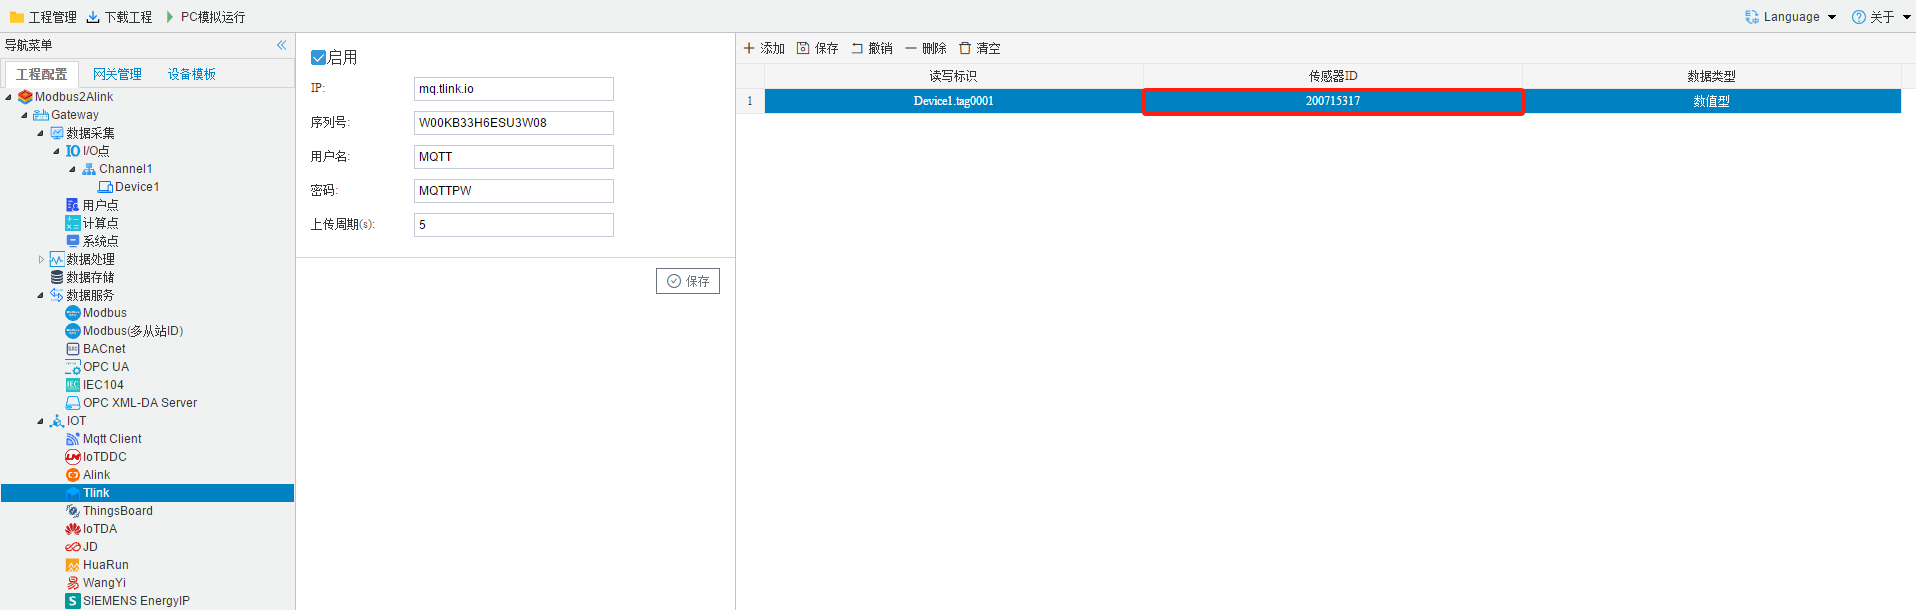 工程管理 下载工程 PC模拟运行 Language 关于
导航菜单
工程配置 网关管理 设备模板
Modbus2Alink
Gateway
数据采集
I/O点
Channel1
Device1
用户点
计算点
系统点
数据处理
数据存储
数据服务
Modbus
Modbus(多从站ID)
BACnet
OPC UA
IEC104
OPC XML-DA Server
IOT
Mqtt Client
IoTDDC
Alink
Tlink
ThingsBoard
IoTDA
JD
HuaRun
WangYi
SIEMENS EnergyIP
启用
IP: mq.tlink.io
序列号: W00KB33H6ESU3W08
用户名: MQTT
密码: MQTTPW
上传周期(s): 5
保存
添加 保存 撤销 删除 清空
读写标识 传感器ID 数据类型
1 Device1.tag0001 200715317 数值型